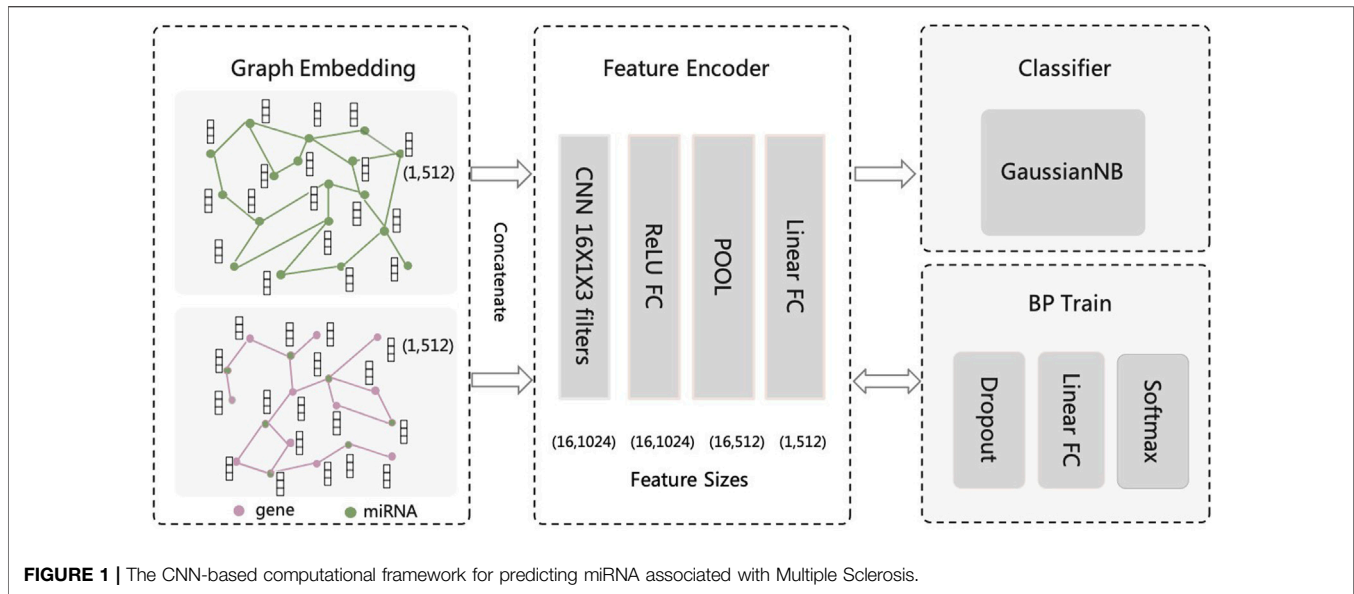 Graph Embedding
(1,512)
(1,512)
gene
miRNA
Concatenate
Feature Encoder
CNN 16X1X3 filters
ReLU FC
POOL
Linear FC
(16,1024)
(16,1024)
(16,512)
(1,512)
Feature Sizes
Classifier
GaussianNB
BP Train
Dropout
Linear FC
Softmax
FIGURE 1 | The CNN-based computational framework for predicting miRNA associated with Multiple Sclerosis.